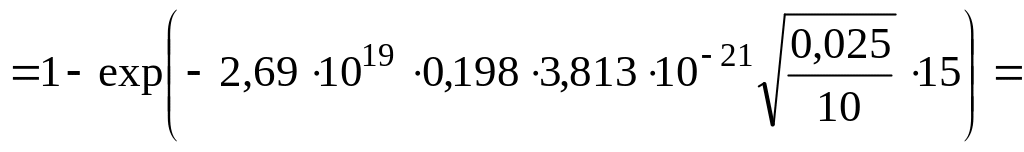 =1- exp(- 2,69 ·10^19 ·0,198 ·3,813 ·10^-21 √(0,025/10) ·15) =